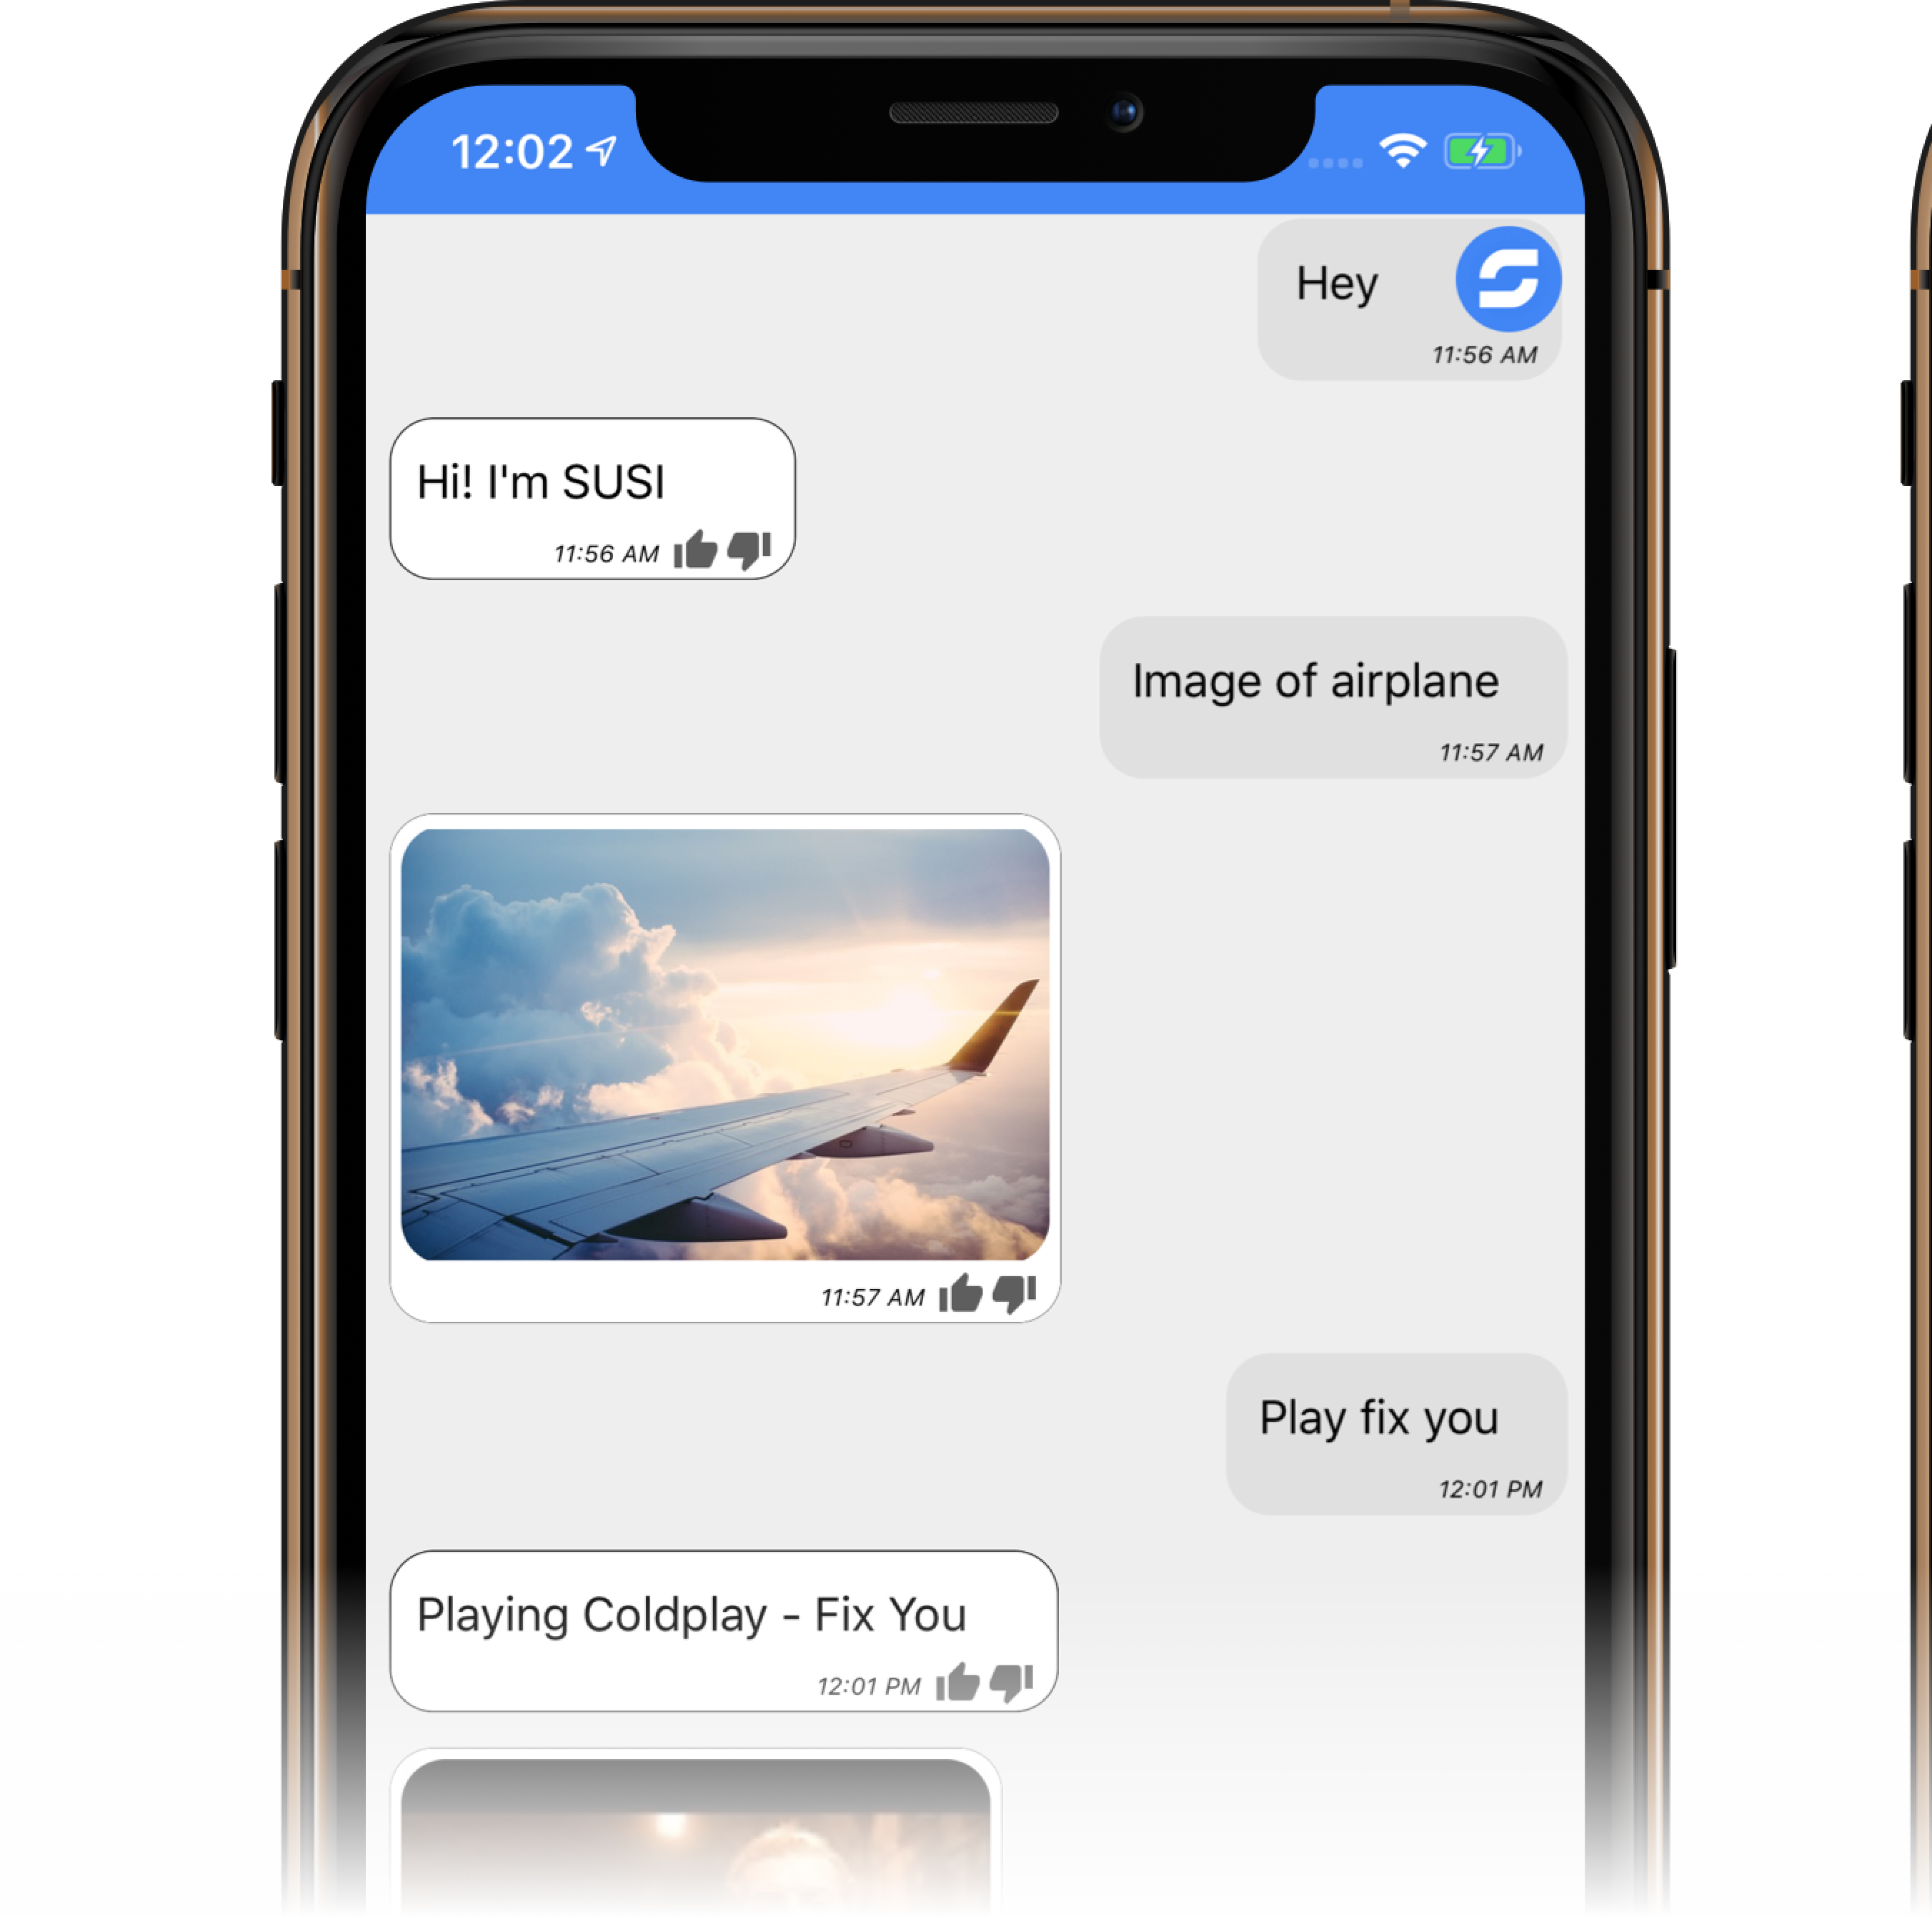 12:02
Hey
11:56 AM
Hi! I'm SUSI
11:56 AM
Image of airplane
11:57 AM
11:57 AM
Play fix you
12:01 PM
Playing Coldplay - Fix You
12:01 PM